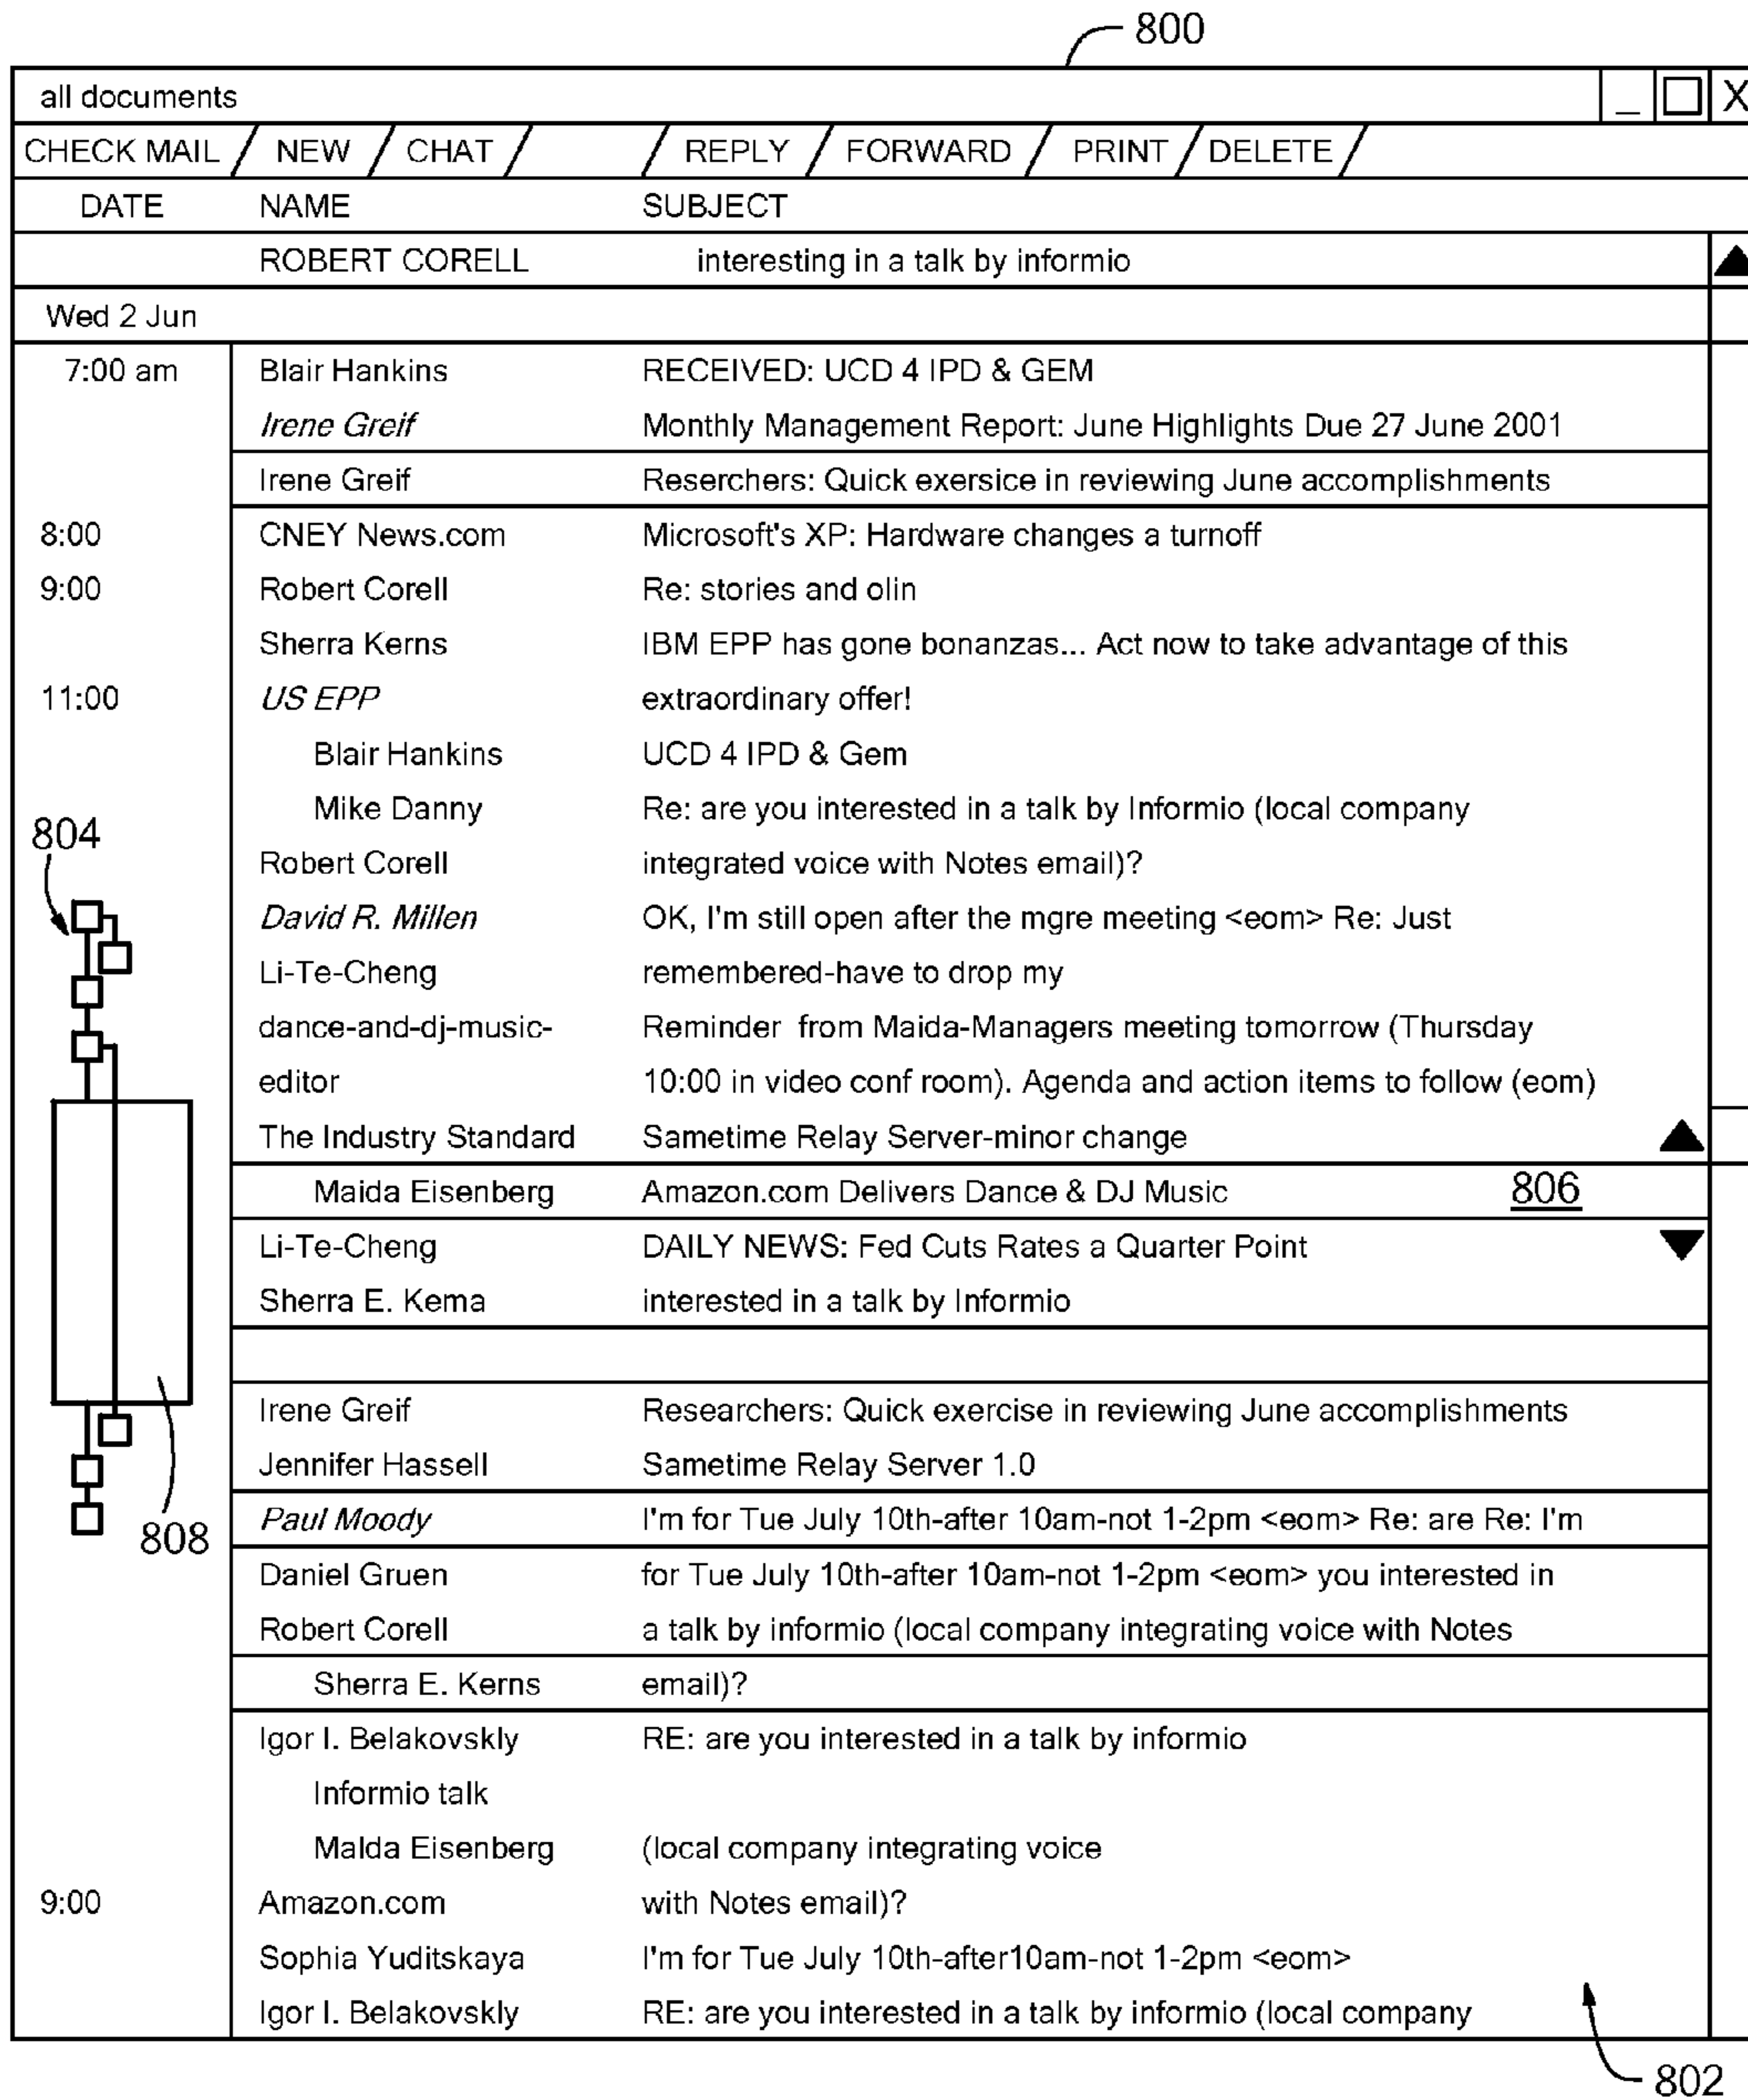 800
all documents _ X
CHECK MAIL / NEW / CHAT / / REPLY / FORWARD / PRINT / DELETE /
DATE NAME SUBJECT
ROBERT CORELL interesting in a talk by informio
Wed 2 Jun
7:00 am Blair Hankins RECEIVED: UCD 4 IPD & GEM
Irene Greif Monthly Management Report: June Highlights Due 27 June 2001
Irene Greif Reserchers: Quick exersice in reviewing June accomplishments
8:00 CNEY News.com Microsoft's XP: Hardware changes a turnoff
9:00 Robert Corell Re: stories and olin
Sherra Kerns IBM EPP has gone bonanzas... Act now to take advantage of this
11:00 US EPP extraordinary offer!
Blair Hankins UCD 4 IPD & Gem
Mike Danny Re: are you interested in a talk by Informio (local company
804
Robert Corell integrated voice with Notes email)?
David R. Millen OK, I'm still open after the mgre meeting <eom> Re: Just
Li-Te-Cheng remembered-have to drop my
dance-and-dj-music- Reminder from Maida-Managers meeting tomorrow (Thursday
editor 10:00 in video conf room). Agenda and action items to follow (eom)
The Industry Standard Sametime Relay Server-minor change
Maida Eisenberg Amazon.com Delivers Dance & DJ Music 806
Li-Te-Cheng DAILY NEWS: Fed Cuts Rates a Quarter Point
Sherra E. Kema interested in a talk by Informio
Irene Greif Researchers: Quick exercise in reviewing June accomplishments
Jennifer Hassell Sametime Relay Server 1.0
Paul Moody I'm for Tue July 10th-after 10am-not 1-2pm <eom> Re: are Re: I'm
808
Daniel Gruen for Tue July 10th-after 10am-not 1-2pm <eom> you interested in
Robert Corell a talk by informio (local company integrating voice with Notes
Sherra E. Kerns email)?
Igor I. Belakovskly RE: are you interested in a talk by informio
Informio talk
Malda Eisenberg (local company integrating voice
9:00 Amazon.com with Notes email)?
Sophia Yuditskaya I'm for Tue July 10th-after10am-not 1-2pm <eom>
Igor I. Belakovskly RE: are you interested in a talk by informio (local company
802